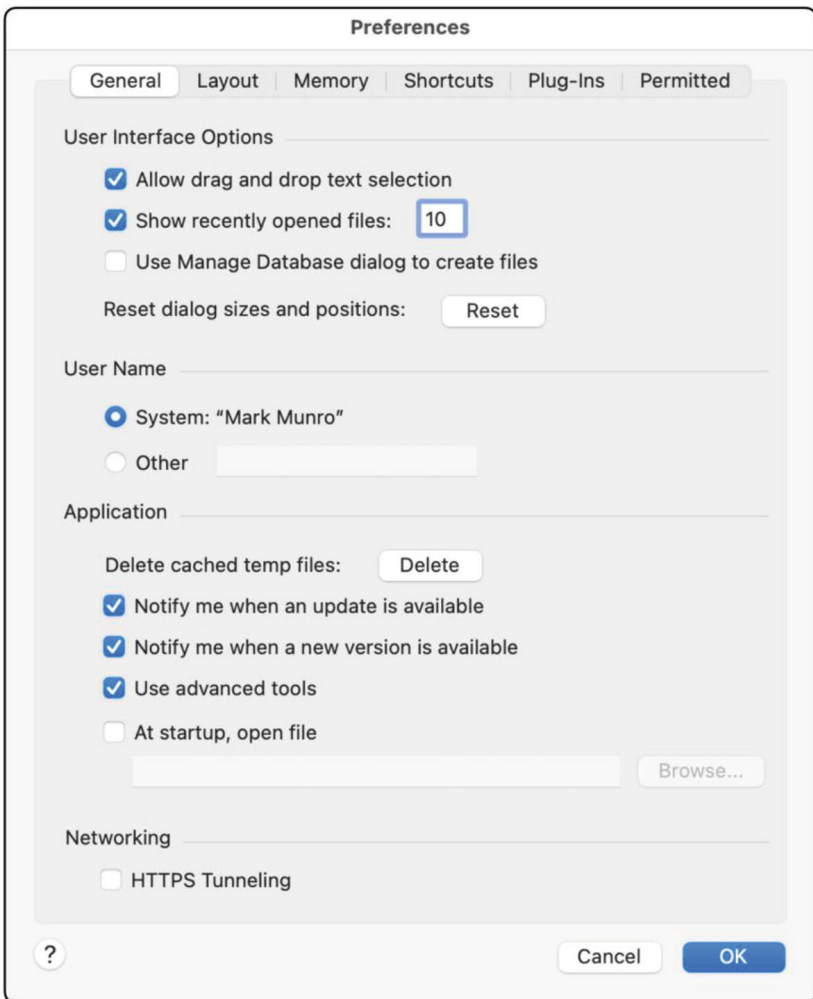 Preferences
General Layout Memory Shortcuts Plug-Ins Permitted
User Interface Options
Allow drag and drop text selection
Show recently opened files: 10
Use Manage Database dialog to create files
Reset dialog sizes and positions: Reset
User Name
System: “Mark Munro”
Other
Application
Delete cached temp files: Delete
Notify me when an update is available
Notify me when a new version is available
Use advanced tools
At startup, open file
Browse...
Networking
HTTPS Tunneling
? Cancel OK